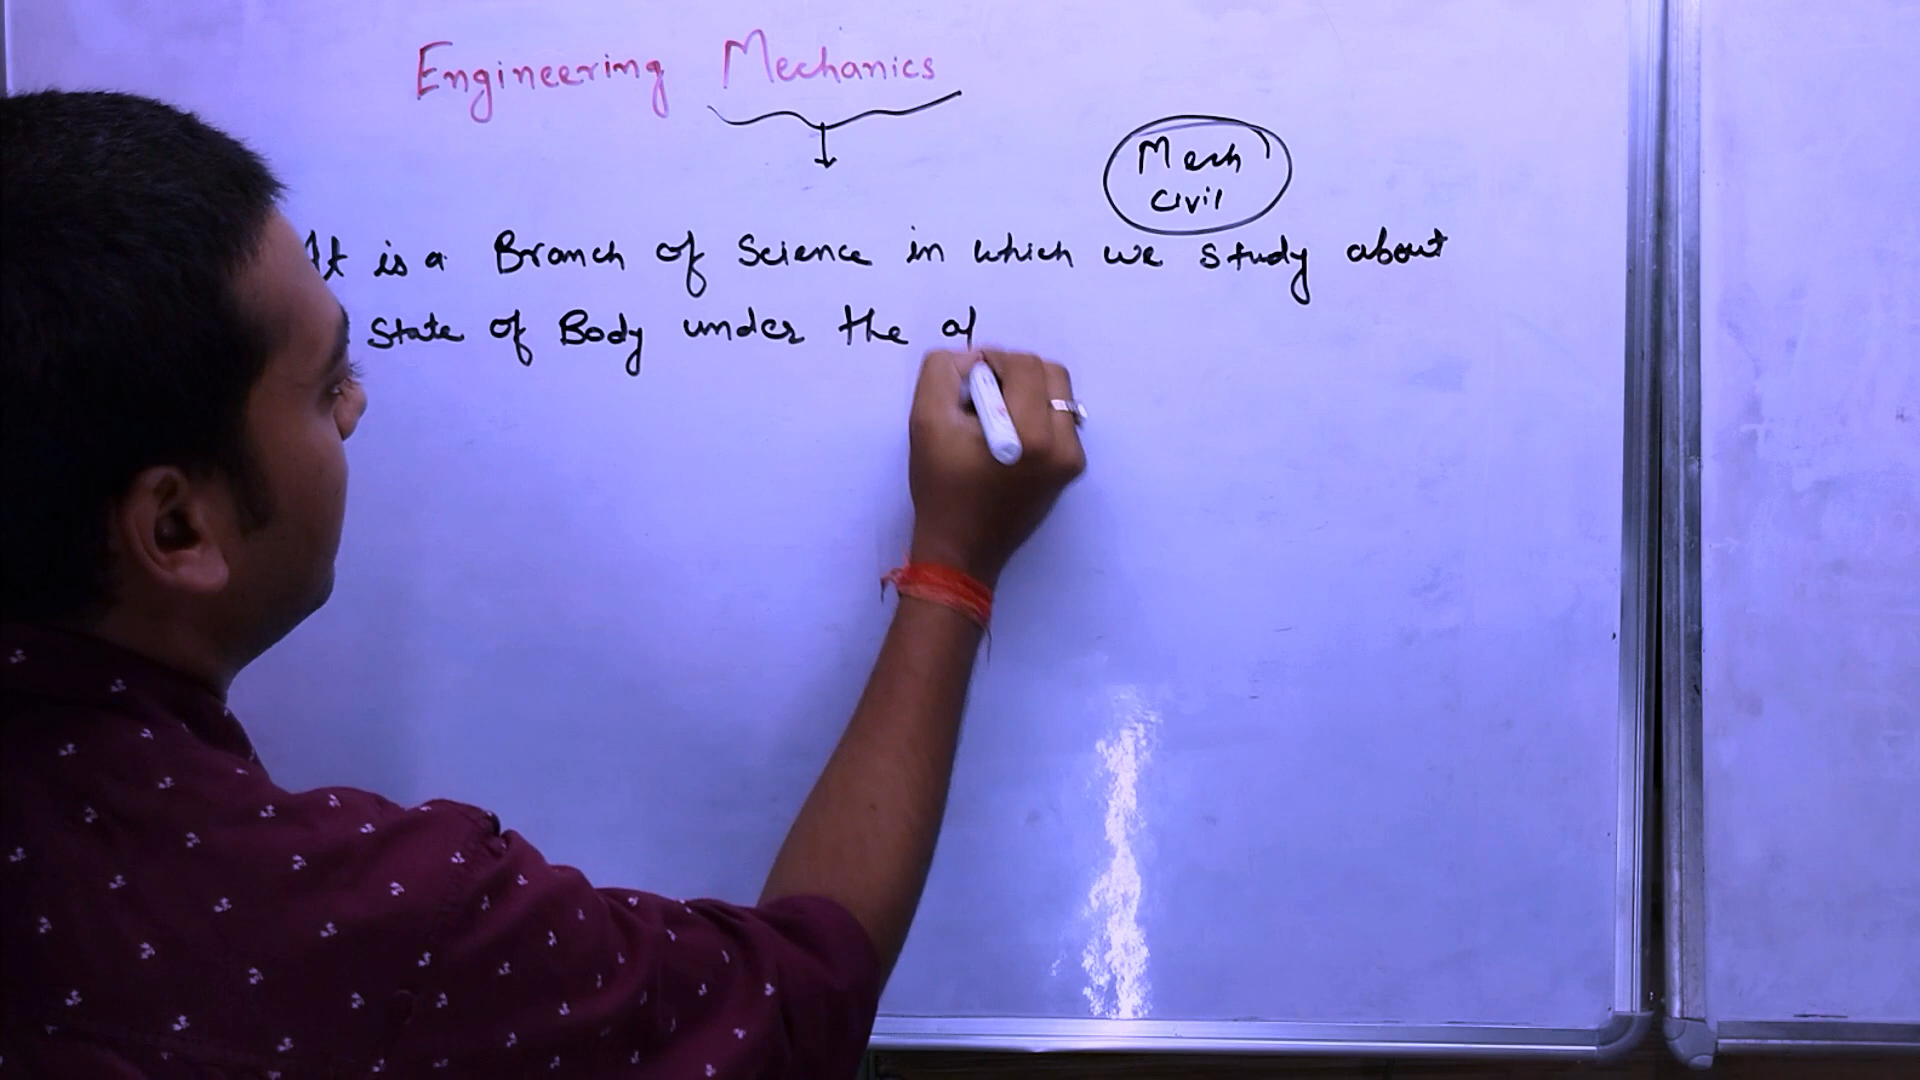 Engineering Mechanics
Mech
civil
It is a Branch of Science in which we study about
State of Body under the